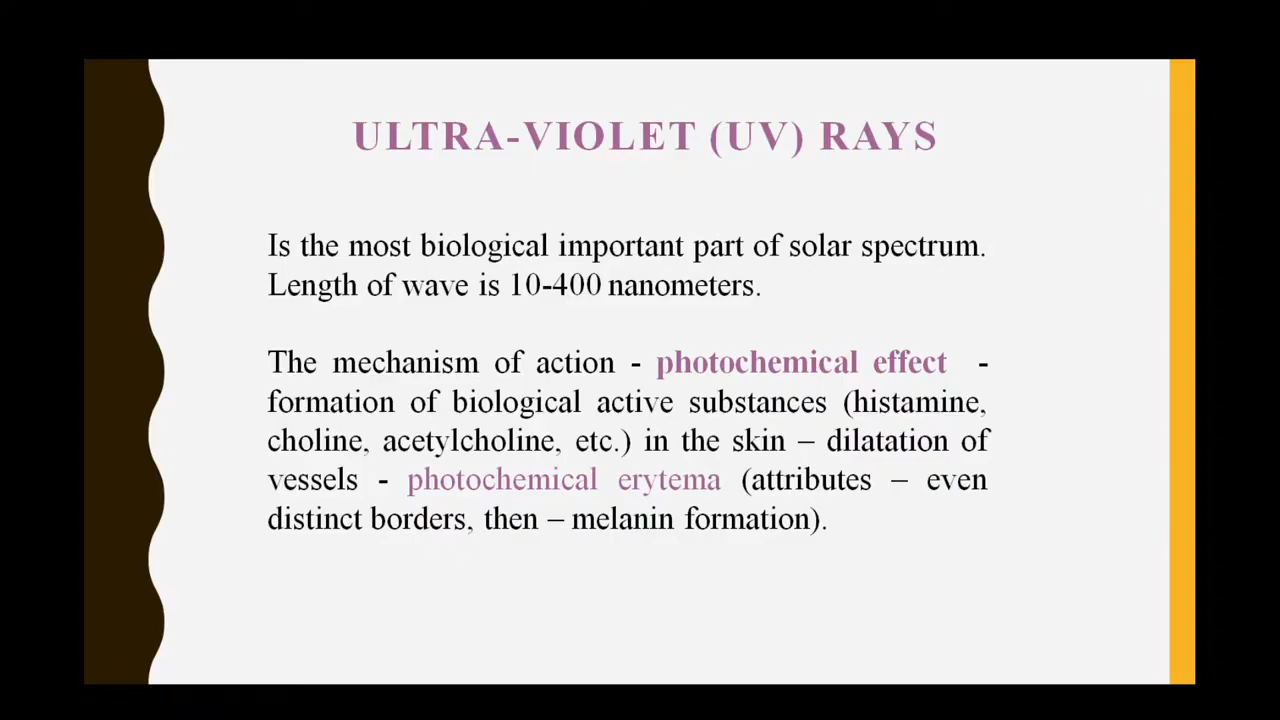 ULTRA-VIOLET (UV) RAYS
Is the most biological important part of solar spectrum.
Length of wave is 10-400 nanometers.
The mechanism of action - photochemical effect -
formation of biological active substances (histamine,
choline, acetylcholine, etc.) in the skin – dilatation of
vessels - photochemical erytema (attributes – even
distinct borders, then – melanin formation).